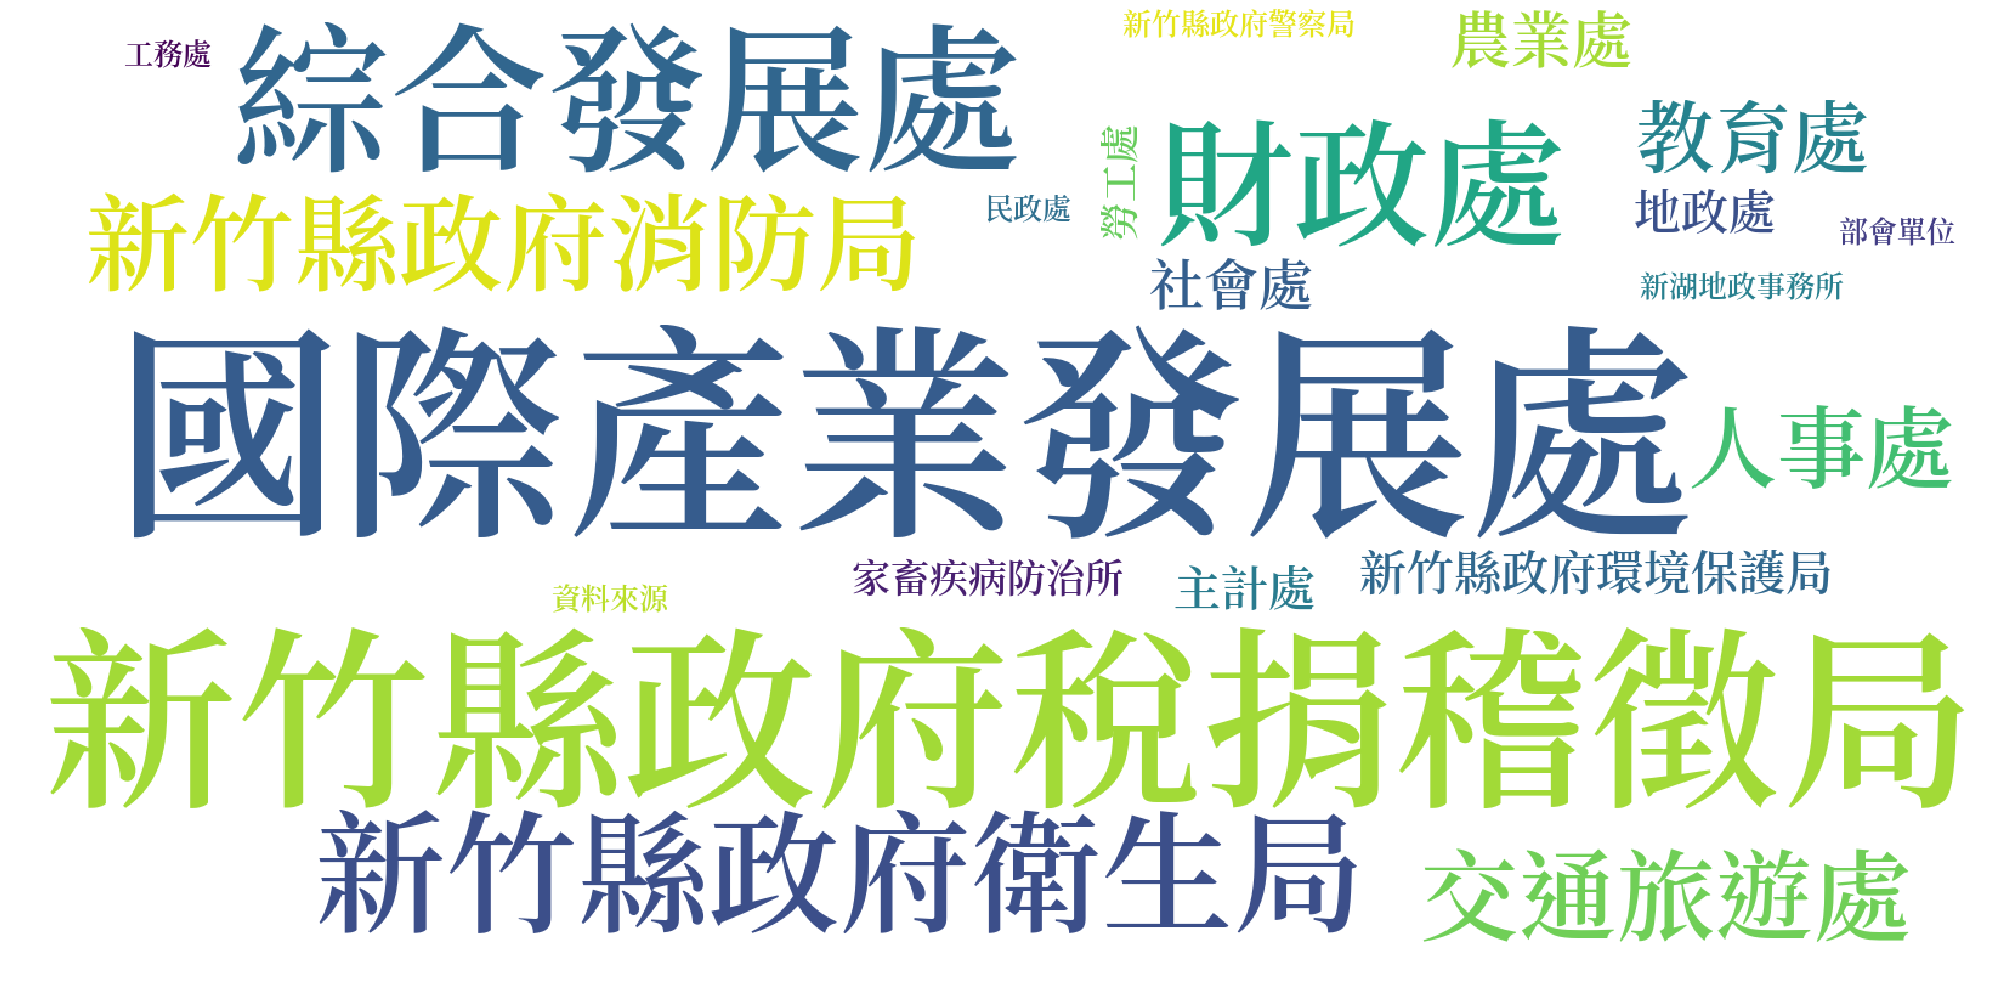 工務處
綜合發展處
新竹縣政府警察局
農業處
勞工處
財政處
教育處
新竹縣政府消防局
民政處
地政處
部會單位
社會處
新湖地政事務所
國際產業發展處
人事處
家畜疾病防治所
主計處
新竹縣政府環境保護局
資料來源
新竹縣政府稅捐稽徵局
新竹縣政府衛生局
交通旅遊處